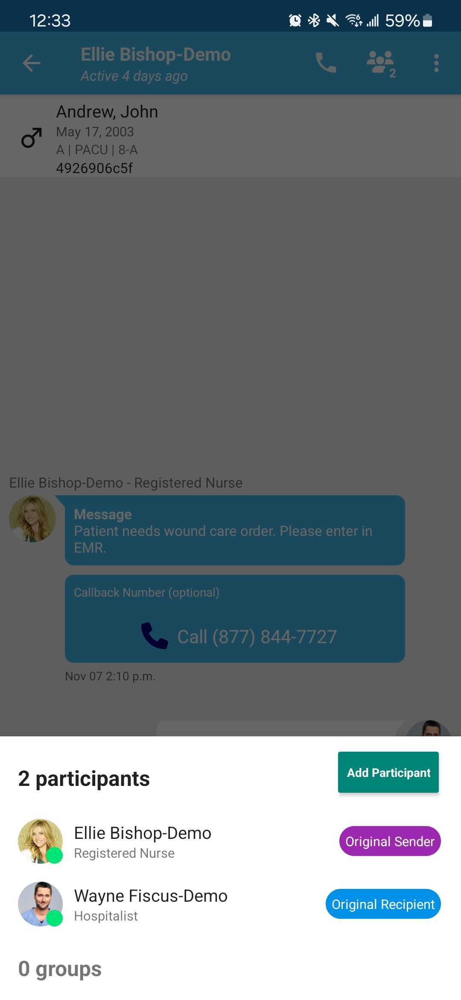 12:33
6
59%
Ellie Bishop-Demo
Active 4 days ago
2
Andrew, John
May 17, 2003
A | PACU | 8-A
4926906c5f
Ellie Bishop-Demo - Registered Nurse
Message
Patient needs wound care order. Please enter in
EMR.
Callback Number (optional)
Call (877) 844-7727
Nov 07 2:10 p.m.
2 participants
Add Participant
Ellie Bishop-Demo
Registered Nurse
Original Sender
Wayne Fiscus-Demo
Hospitalist
Original Recipient
0 groups